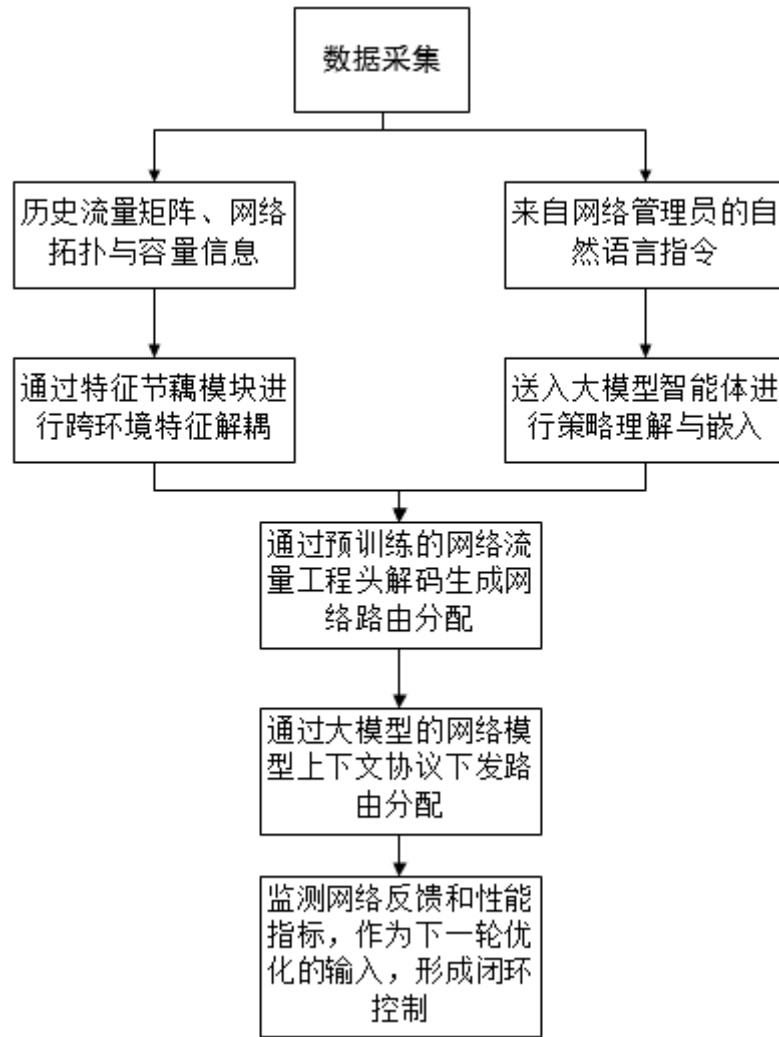 数据采集
历史流量矩阵、网络
拓扑与容量信息
来自网络管理员的自
然语言指令
通过特征节藕模块进
行跨环境特征解耦
送入大模型智能体进
行策略理解与嵌入
通过预训练的网络流
量工程头解码生成网
络路由分配
通过大模型的网络模
型上下文协议下发路
由分配
监测网络反馈和性能
指标，作为下一轮优
化的输入，形成闭环
控制